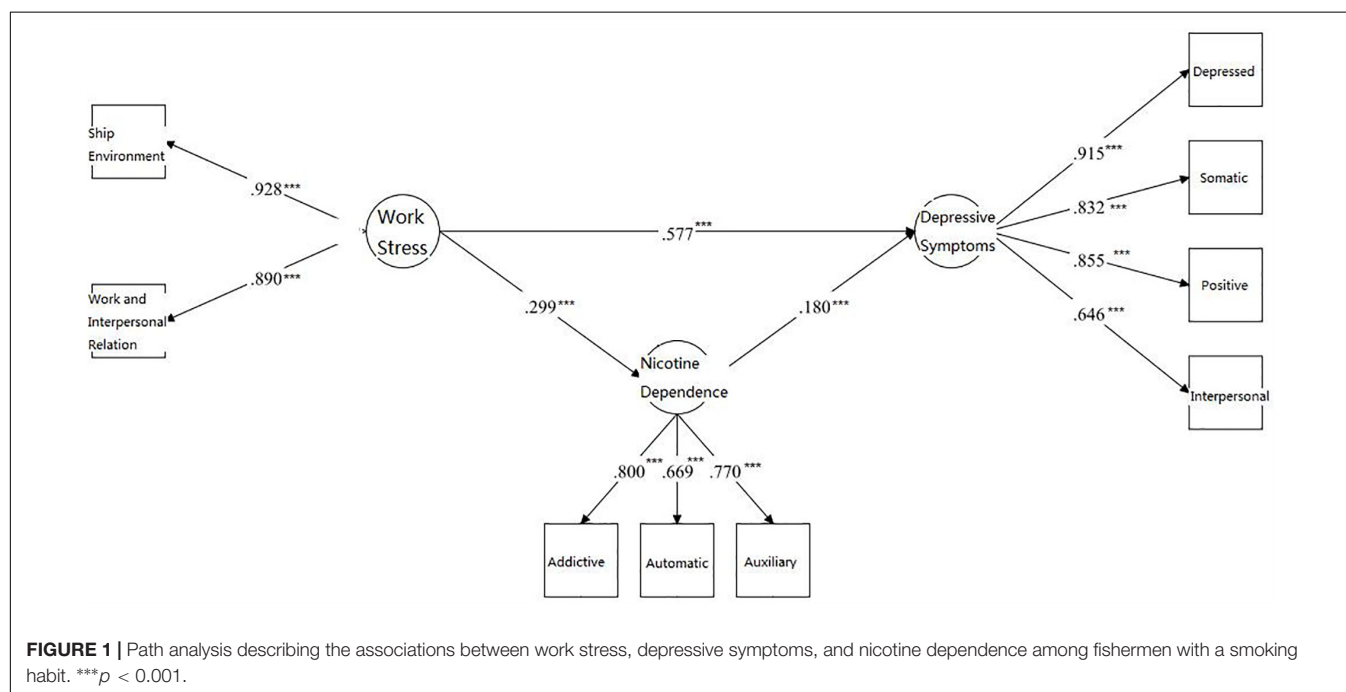 Depressed
Ship
Environment
.928***
.915***
Somatic
.832 ***
Work
Stress
.577***
Depressive
Symptoms
.890***
.855 ***
Positive
Work and
Interpersonal
Relation
.299***
.180***
.646***
Nicotine
Dependence
Interpersonal
.800*** .669*** .770***
Addictive
Automatic
Auxiliary
FIGURE 1 | Path analysis describing the associations between work stress, depressive symptoms, and nicotine dependence among fishermen with a smoking
habit. ***p < 0.001.